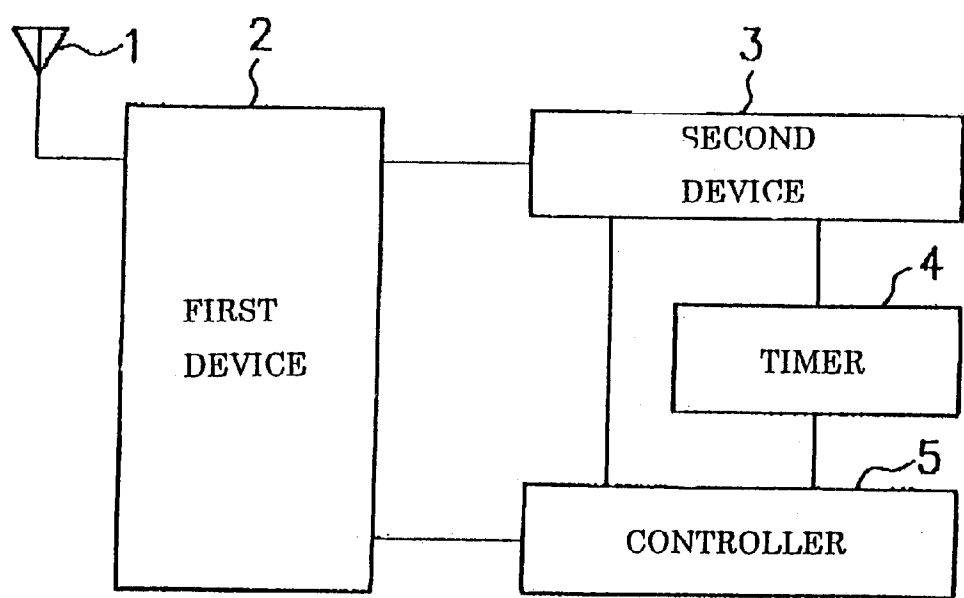 1
2
3
SECOND
DEVICE
4
FIRST
DEVICE
TIMER
5
CONTROLLER